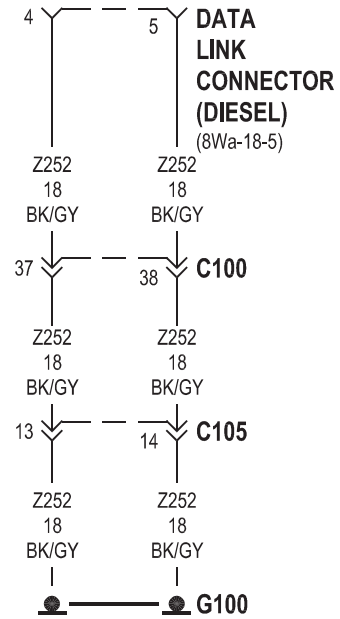 4 5 DATA
LINK
CONNECTOR
(DIESEL)
(8Wa-18-5)
Z252 Z252
18 18
BK/GY BK/GY
37 38 C100
Z252 Z252
18 18
BK/GY BK/GY
13 14 C105
Z252 Z252
18 18
BK/GY BK/GY
G100